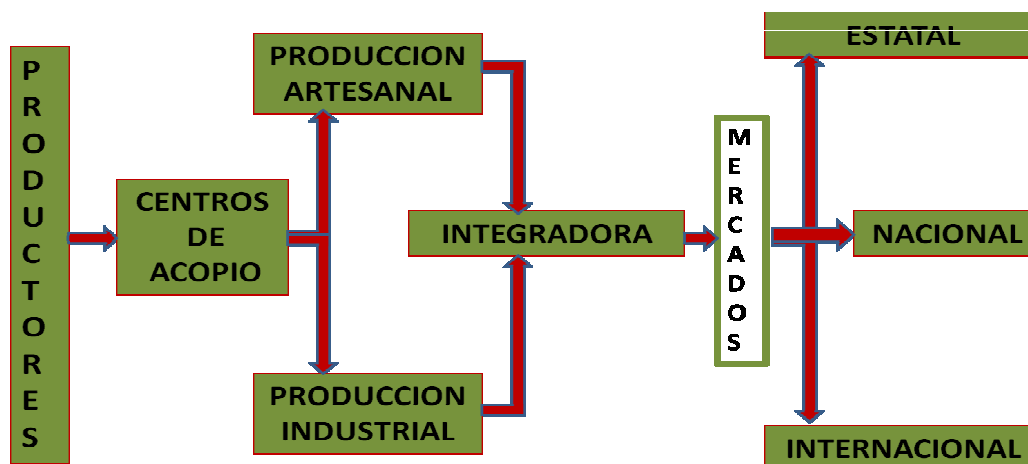 PRODUCTORES
CENTROS
DE
ACOPIO
PRODUCCION
ARTESANAL
PRODUCCION
INDUSTRIAL
INTEGRADORA
MERCADOS
ESTATAL
NACIONAL
INTERNACIONAL